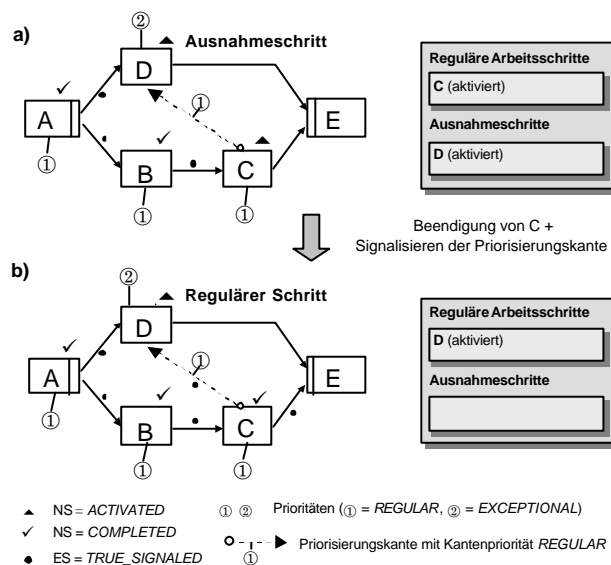 a)
②
D
Ausnahmeschritt
①
A
①
E
B
①
C
①
Reguläre Arbeitsschritte
C (aktiviert)
Ausnahmeschritte
D (aktiviert)
Beendigung von C +
Signalisieren der Priorisierungskante
b)
②
D
Regulärer Schritt
①
A
①
E
B
①
C
①
Reguläre Arbeitsschritte
D (aktiviert)
Ausnahmeschritte
NS = ACTIVATED
① ② Prioritäten (① = REGULAR, ② = EXCEPTIONAL)
NS = COMPLETED
① Priorisierungskante mit Kantenpriorität REGULAR
ES = TRUE_SIGNALED